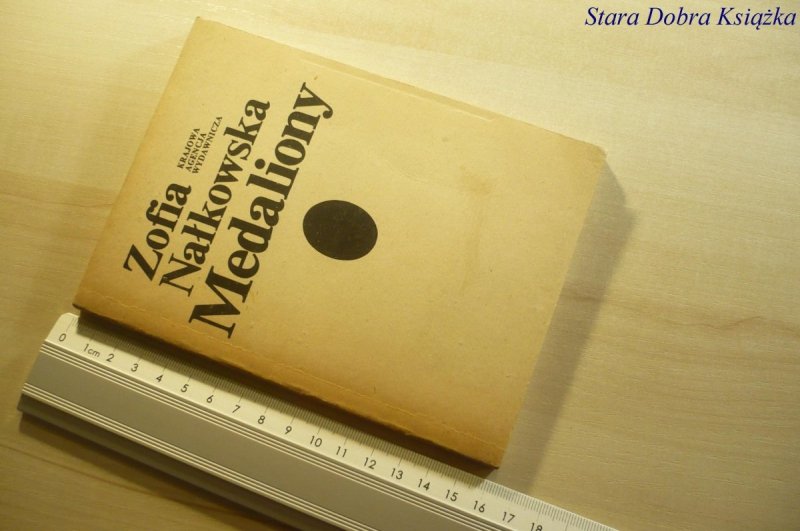 Stara Dobra Książka
Zofia
KRAJOWA
AGENCJA
WYDAWNICZA
Nałkowska
Medaliony
0 1cm 2 3 4 5 6 7 8 9 10 11 12 13 14 15 16 17 18